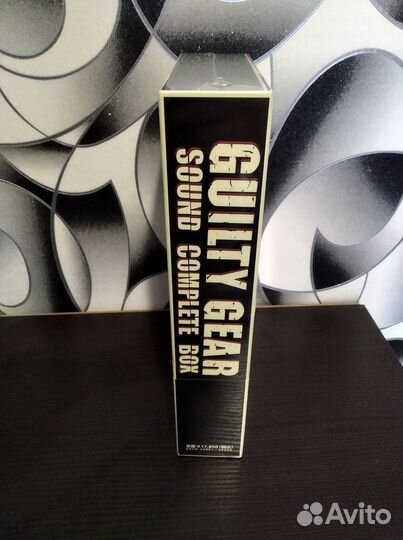 GUILTY GEAR
SOUND COMPLETE BOX
Avito